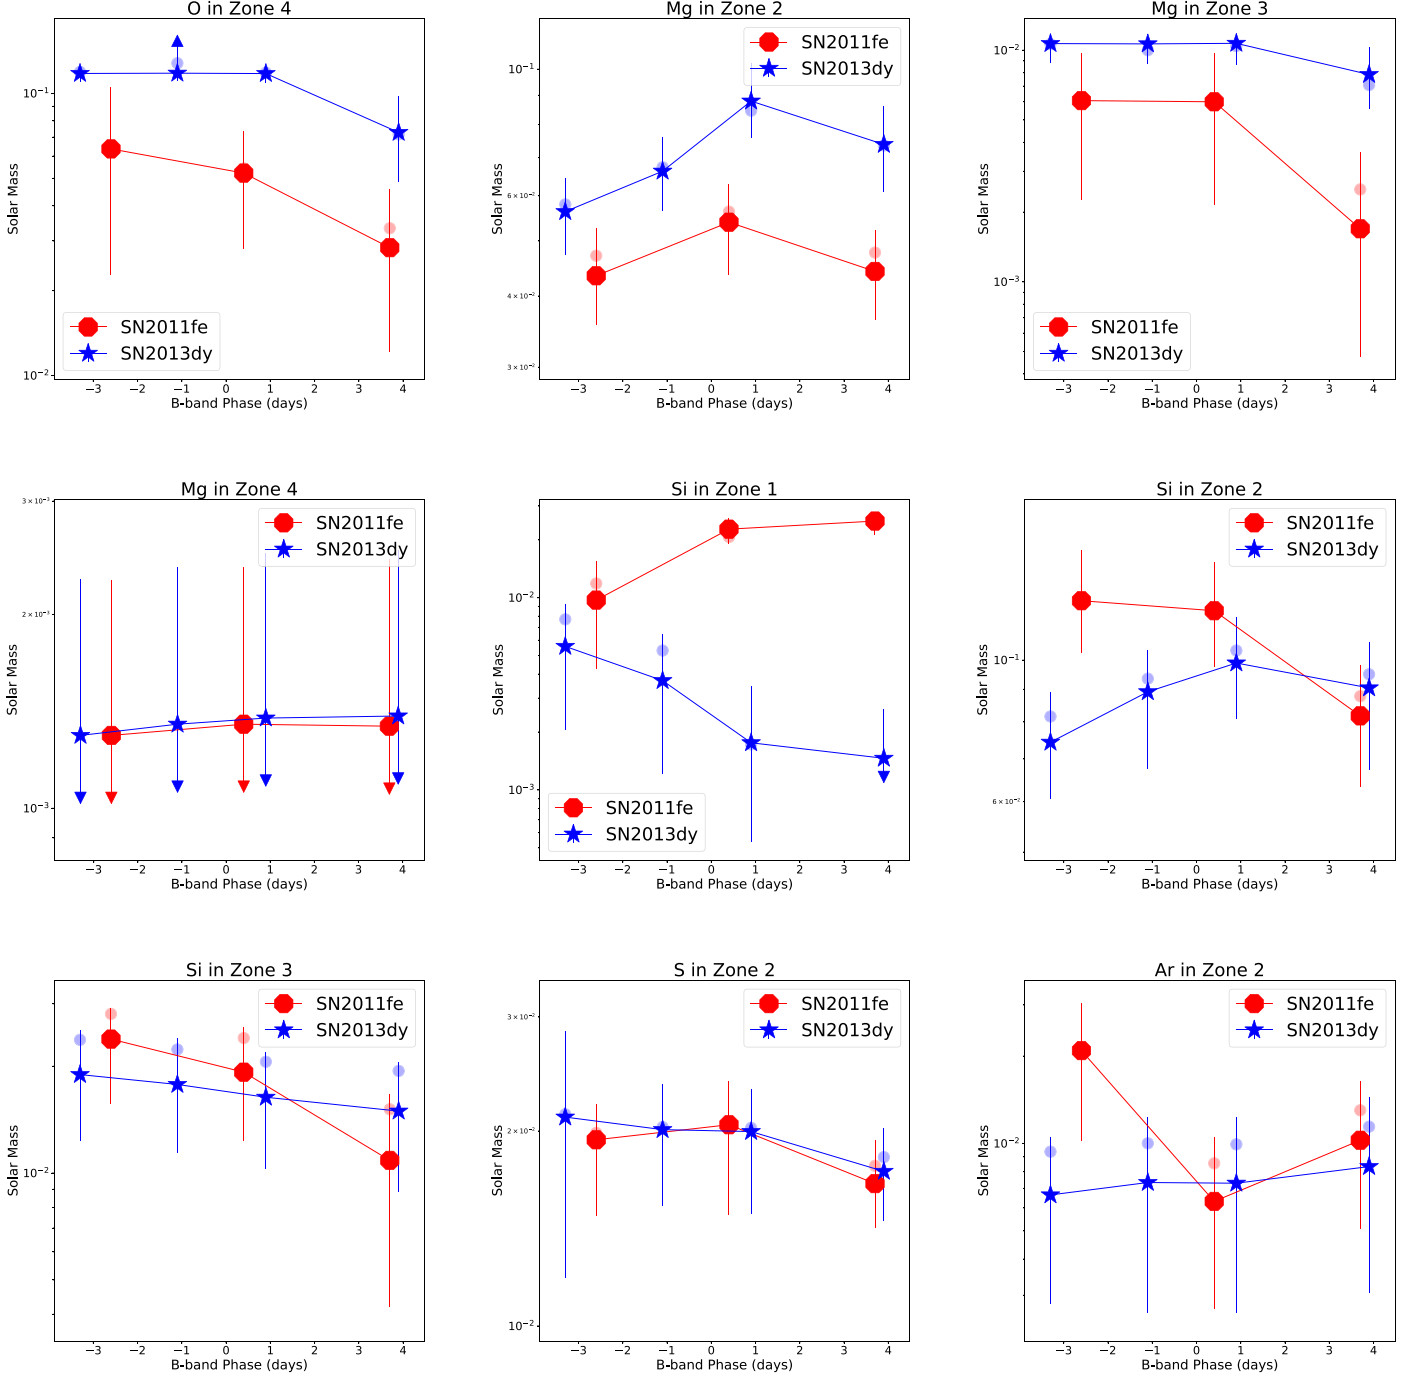 O in Zone 4
Solar Mass
10⁻¹
10⁻²
SN2011fe
SN2013dy
−3 −2 −1 0 1 2 3 4
B-band Phase (days)
Mg in Zone 2
Solar Mass
10⁻¹
6 × 10⁻²
4 × 10⁻²
3 × 10⁻²
SN2011fe
SN2013dy
−3 −2 −1 0 1 2 3 4
B-band Phase (days)
Mg in Zone 3
Solar Mass
10⁻²
10⁻³
SN2011fe
SN2013dy
−3 −2 −1 0 1 2 3 4
B-band Phase (days)
Mg in Zone 4
Solar Mass
3 × 10⁻³
2 × 10⁻³
10⁻³
SN2011fe
SN2013dy
−3 −2 −1 0 1 2 3 4
B-band Phase (days)
Si in Zone 1
Solar Mass
10⁻²
10⁻³
SN2011fe
SN2013dy
−3 −2 −1 0 1 2 3 4
B-band Phase (days)
Si in Zone 2
Solar Mass
10⁻¹
6 × 10⁻²
SN2011fe
SN2013dy
−3 −2 −1 0 1 2 3 4
B-band Phase (days)
Si in Zone 3
Solar Mass
10⁻²
SN2011fe
SN2013dy
−3 −2 −1 0 1 2 3 4
B-band Phase (days)
S in Zone 2
Solar Mass
3 × 10⁻²
2 × 10⁻²
10⁻²
SN2011fe
SN2013dy
−3 −2 −1 0 1 2 3 4
B-band Phase (days)
Ar in Zone 2
Solar Mass
10⁻²
SN2011fe
SN2013dy
−3 −2 −1 0 1 2 3 4
B-band Phase (days)